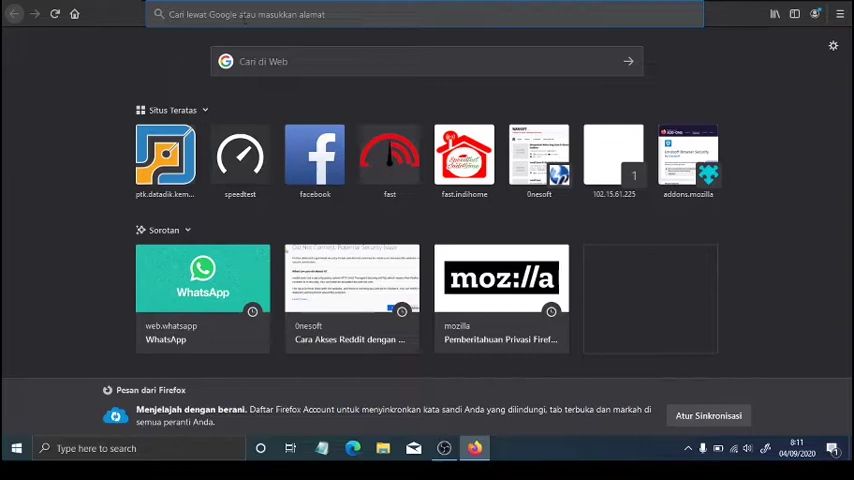 Cari lewat Google atau masukkan alamat
Cari di Web
Situs Teratas
ptk.datadik.kem...
speedtest
facebook
fast
fast.indihome
0nesoft
1
102.15.61.225
addons.mozilla
Sorotan
WhatsApp
web.whatsapp
WhatsApp
0nesoft
Cara Akses Reddit dengan ...
moz://a
mozilla
Pemberitahuan Privasi Firef...
Pesan dari Firefox
Menjelajah dengan berani. Daftar Firefox Account untuk menyinkronkan kata sandi Anda yang dilindungi, tab terbuka dan markah di
semua peranti Anda.
Atur Sinkronisasi
Type here to search
8:11
04/09/2020